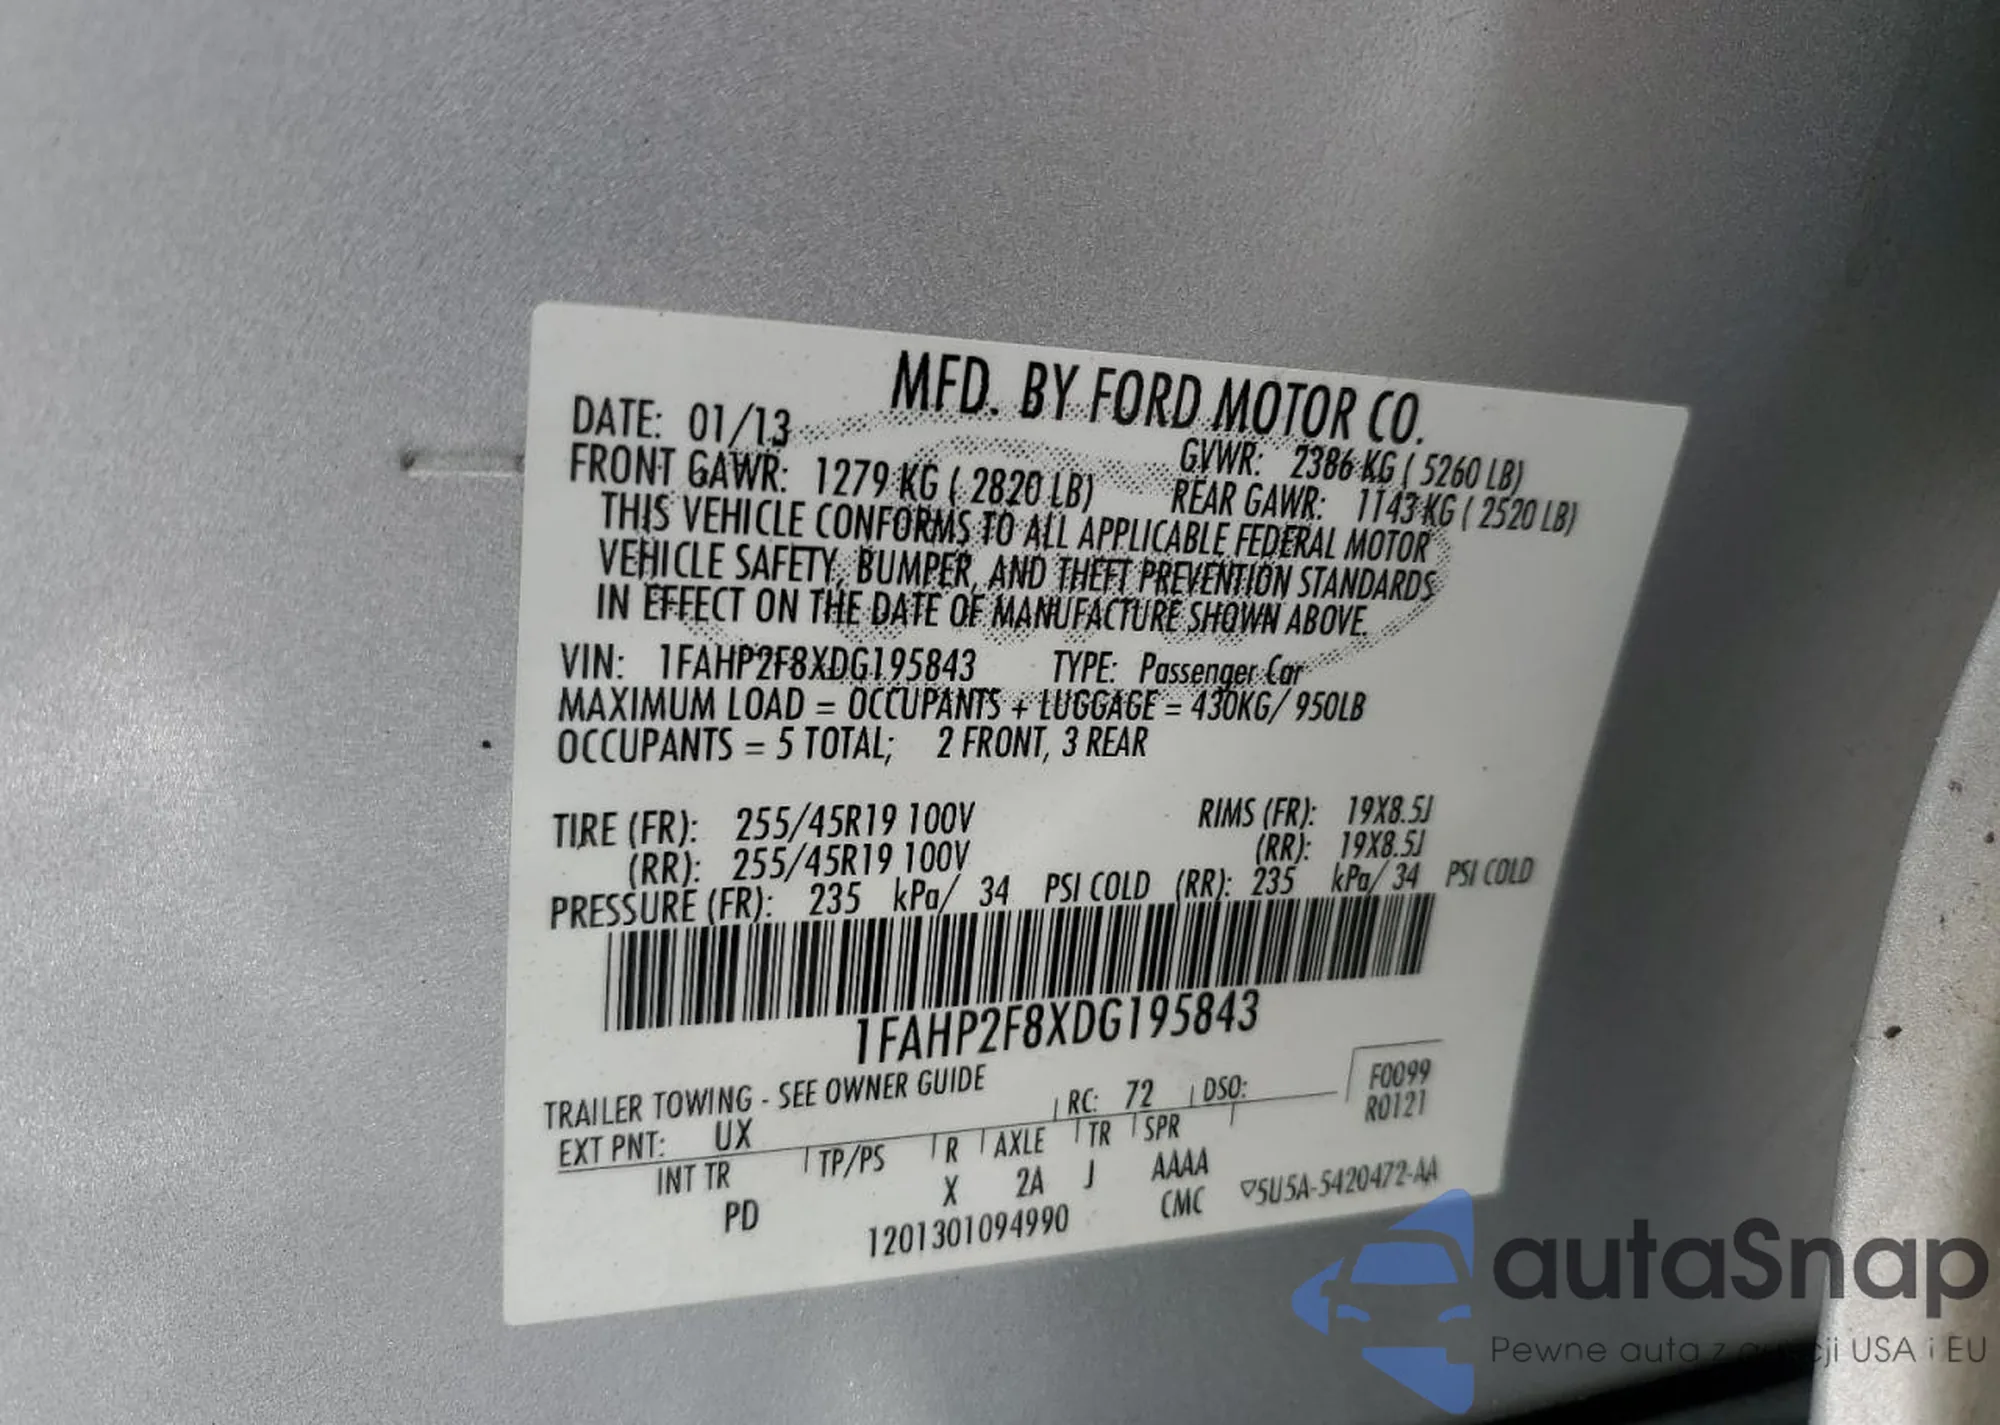 MFD. BY FORD MOTOR CO.
DATE: 01/13
GVWR: 2386 KG ( 5260 LB)
FRONT GAWR: 1279 KG ( 2820 LB)
REAR GAWR: 1143 KG ( 2520 LB)
THIS VEHICLE CONFORMS TO ALL APPLICABLE FEDERAL MOTOR
VEHICLE SAFETY, BUMPER, AND THEFT PREVENTION STANDARDS
IN EFFECT ON THE DATE OF MANUFACTURE SHOWN ABOVE.
VIN: 1FAHP2F8XDG195843 TYPE: Passenger Car
MAXIMUM LOAD = OCCUPANTS + LUGGAGE = 430KG/ 950LB
OCCUPANTS = 5 TOTAL; 2 FRONT, 3 REAR
TIRE (FR): 255/45R19 100V RIMS (FR): 19X8.5J
(RR): 255/45R19 100V (RR): 19X8.5J
PRESSURE (FR): 235 kPa/ 34 PSI COLD (RR): 235 kPa/ 34 PSI COLD
1FAHP2F8XDG195843
TRAILER TOWING - SEE OWNER GUIDE
F0099
EXT PNT: UX RC: 72 DSO: R0121
INT TR TP/PS R AXLE TR SPR
PD X 2A J AAAA
1201301094990 CMC ▽5U5A-5420472-AA
autaSnap
Pewne auta z USA i EU